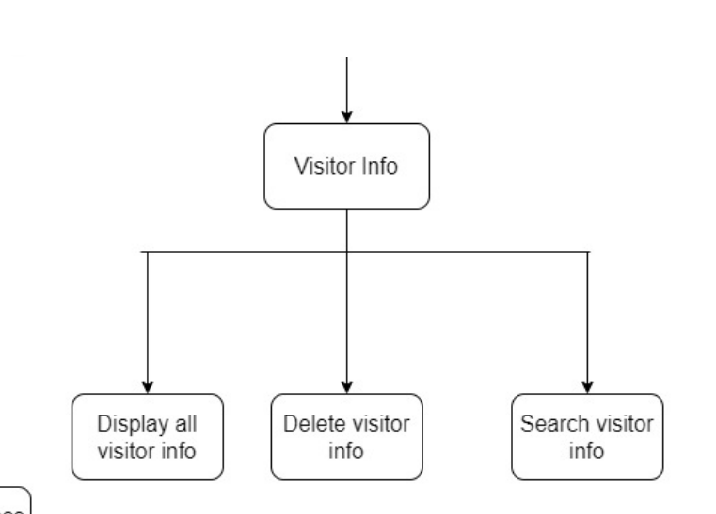 Visitor Info
Display all
visitor info
Delete visitor
info
Search visitor
info